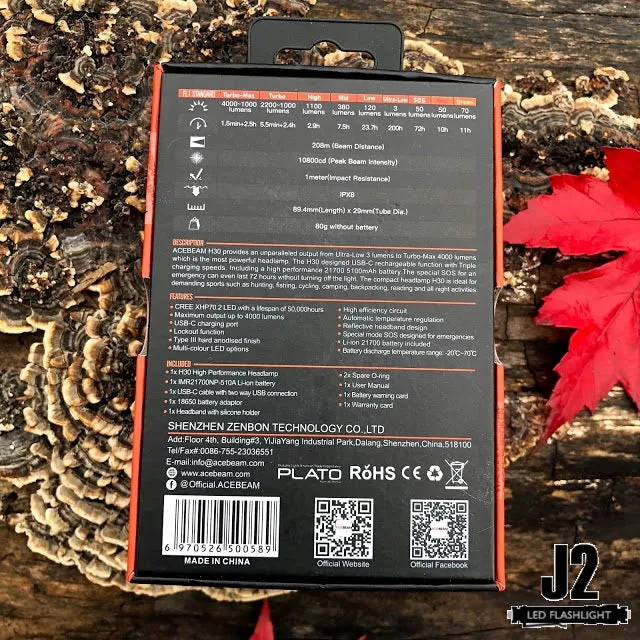 FL1 STANDARD Turbo-Max Turbo High Mid Low Ultra-Low SOS Red Green
4000~1000 lumens 2200~1000 lumens 1100 lumens 380 lumens 120 lumens 3 lumens 50 lumens 50 lumens 70 lumens
1.5min+2.5h 5.5min+2.4h 2.9h 7.5h 23.7h 200h 72h 10h 11h
208m (Beam Distance)
10800cd (Peak Beam Intensity)
1meter(Impact Resistance)
IPX8
89.4mm(Length) x 29mm(Tube Dia.)
80g without battery
DESCRIPTION
ACEBEAM H30 provides an unparalleled output from Ultra-Low 3 lumens to Turbo-Max 4000 lumens
which is the most powerful headlamp. The H30 designed USB-C rechargeable function with Triple
charging speeds. Including a high performance 21700 5100mAh battery.The special SOS for an
emergency can even last 72 hours without turning off the light. The compact headlamp H30 is ideal for
demanding sports such as hunting, fishing, cycling, camping, backpacking, reading and all night activities
FEATURES
• CREE XHP70.2 LED,with a lifespan of 50,000hours
• Maximum output up to 4000 lumens
• USB-C charging port
• Lockout function
• Type III hard anodised finish
• Multi-colour LED options
• High efficiency circuit
• Automatic temperature regulation
• Reflective headband design
• Special mode SOS designed for emergencies
• Li-ion 21700 battery included
• Battery discharge temperature range: -20℃~70℃
INCLUDED
• 1x H30 High Performance Headlamp
• 1x IMR21700NP-510A Li-ion battery
• 1x USB-C cable with two way USB connection
• 1x 18650 battery adaptor
• 1x Headband with silicone holder
• 2x Spare O-ring
• 1x User Manual
• 1x Battery warning card
• 1x Warranty card
SHENZHEN ZENBON TECHNOLOGY CO.,LTD
Add:Floor 4th, Building#3, YiJiaYang Industrial Park,Dalang,Shenzhen,China,518100
Tel/Fax#:0086-755-23036551
E-mail:info@acebeam.com
www.acebeam.com
@Official.ACEBEAM
PLATO RoHS CE
6 970526 500589
MADE IN CHINA
ACEBEAM
Official Website
Official Facebook
J2
LED FLASHLIGHT